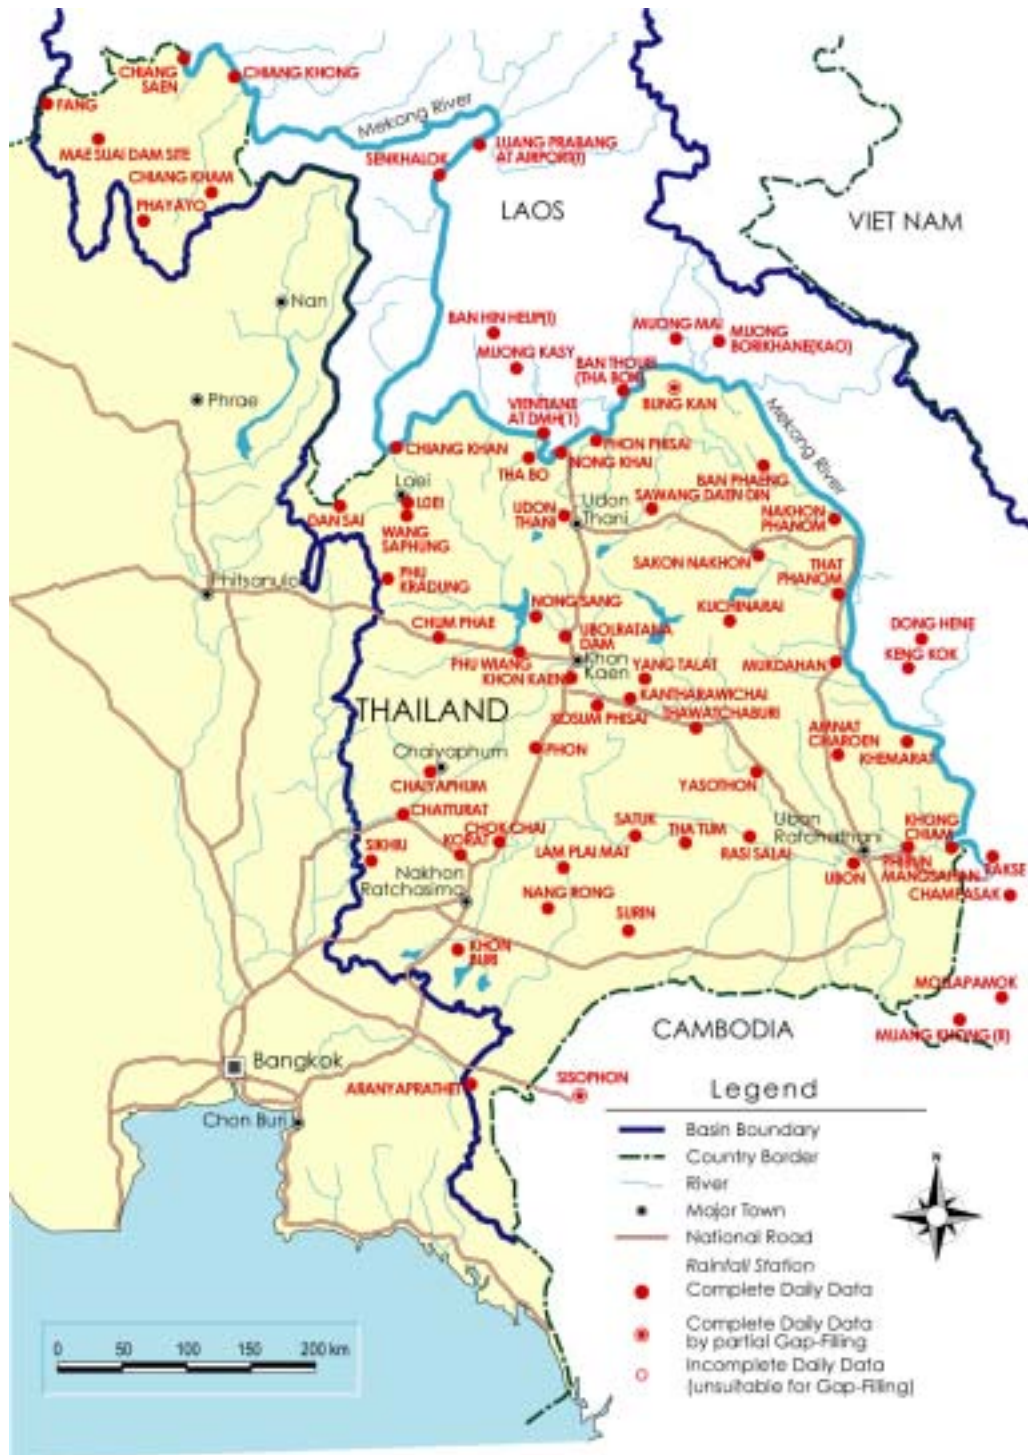 CHIANG
SAEN
CHIANG KHONG
FANG
Mekong River
MAE SUAI DAM SITE
LUANG PRABANG
AT AIRPORT(I)
SENKHALOK
CHIANG KHAM
PHAYAYO
LAOS
VIET NAM
Nan
BAN HIN HEUP(I)
MUONG MAI
MUONG
BORIKHANE(KAO)
MUONG KASY
BAN THOUEI
(THA BOK)
BUNG KAN
Phrae
VIENTIANE
AT DMH(1)
Mekong River
CHIANG KHAN
PHON PHISAI
NONG KHAI
THA BO
BAN PHAENG
Loei
LOEI
SAWANG DAEN DIN
DAN SAI
WANG
SAPHUNG
UDON
THANI
Udon
Thani
NAKHON
PHANOM
SAKON NAKHON
THAT
PHANOM
Phitsanulok
PHU
KRADUNG
NONG SANG
KUCHINARAI
CHUM PHAE
UBOLRATANA
DAM
DONG HENE
KENG KOK
PHU WIANG
Khon
Kaen
KHON KAEN
YANG TALAT
MUKDAHAN
KANTHARAWICHAI
THAILAND
KOSUM PHISAI
THAWATCHABURI
AMNAT
CHAROEN
KHEMARAT
PHON
Chaiyaphum
CHAIYAPHUM
YASOTHON
CHATTURAT
CHOK CHAI
SATUK
THA TUM
RASI SALAI
Ubon
Ratchathani
KHONG
CHIAM
SIKHIU
KORAT
LAM PLAI MAT
UBON
PHIBUN
MANGSAHAN
PAKSE
CHAMPASAK
Nakhon
Ratchasima
NANG RONG
SURIN
KHON
BURI
MOULAPAMOK
CAMBODIA
MUANG KHONG (II)
Bangkok
ARANYAPRATHET
SISOPHON
Chon Buri
Legend
Basin Boundary
Country Border
River
Major Town
National Road
Rainfall Station
Complete Daily Data
Complete Daily Data
by partial Gap-Filling
Incomplete Daily Data
(unsuitable for Gap-Filling)
N
0 50 100 150 200 km